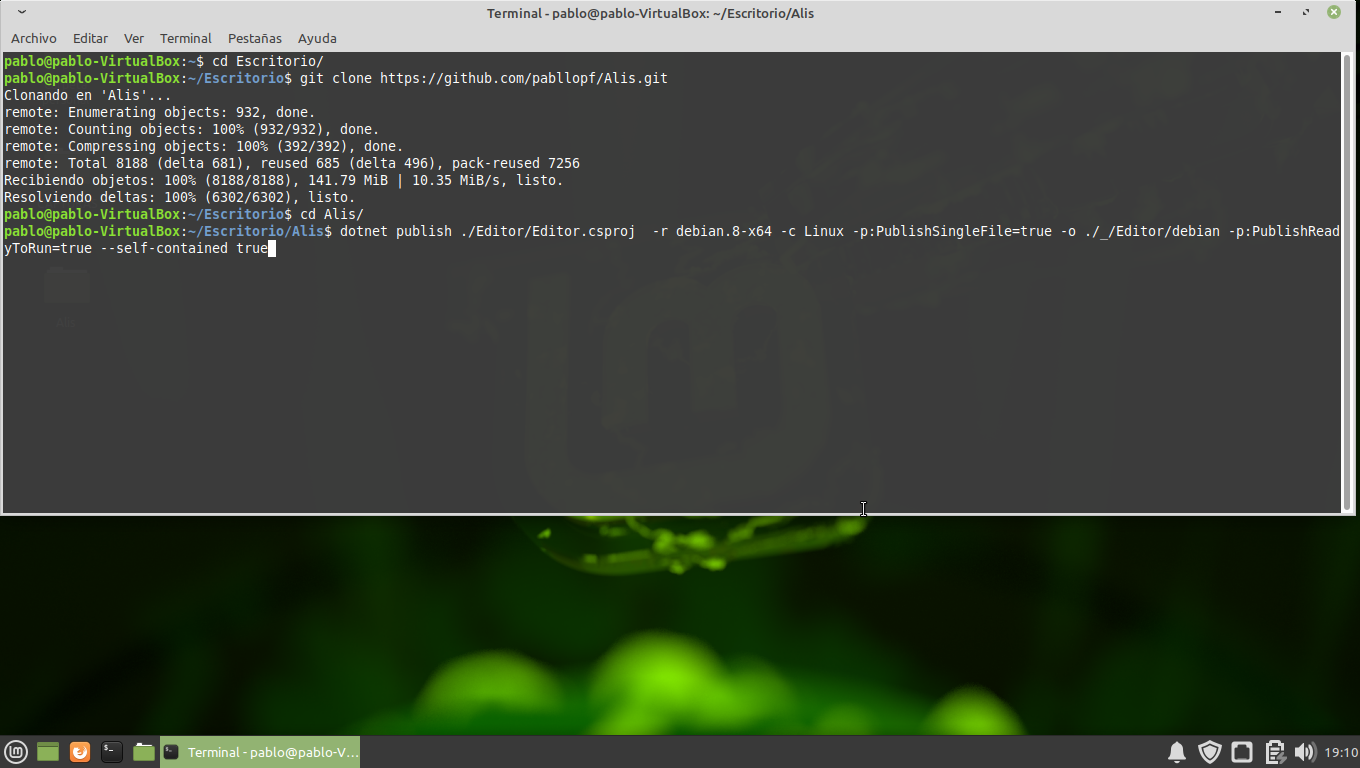 Terminal - pablo@pablo-VirtualBox: ~/Escritorio/Alis
Archivo Editar Ver Terminal Pestañas Ayuda
pablo@pablo-VirtualBox:~$ cd Escritorio/
pablo@pablo-VirtualBox:~/Escritorio$ git clone https://github.com/pabllopf/Alis.git
Clonando en 'Alis'...
remote: Enumerating objects: 932, done.
remote: Counting objects: 100% (932/932), done.
remote: Compressing objects: 100% (392/392), done.
remote: Total 8188 (delta 681), reused 685 (delta 496), pack-reused 7256
Recibiendo objetos: 100% (8188/8188), 141.79 MiB | 10.35 MiB/s, listo.
Resolviendo deltas: 100% (6302/6302), listo.
pablo@pablo-VirtualBox:~/Escritorio$ cd Alis/
pablo@pablo-VirtualBox:~/Escritorio/Alis$ dotnet publish ./Editor/Editor.csproj  -r debian.8-x64 -c Linux -p:PublishSingleFile=true -o ./_/Editor/debian -p:PublishRead
yToRun=true --self-contained true
Alis
Terminal - pablo@pablo-V...
19:10